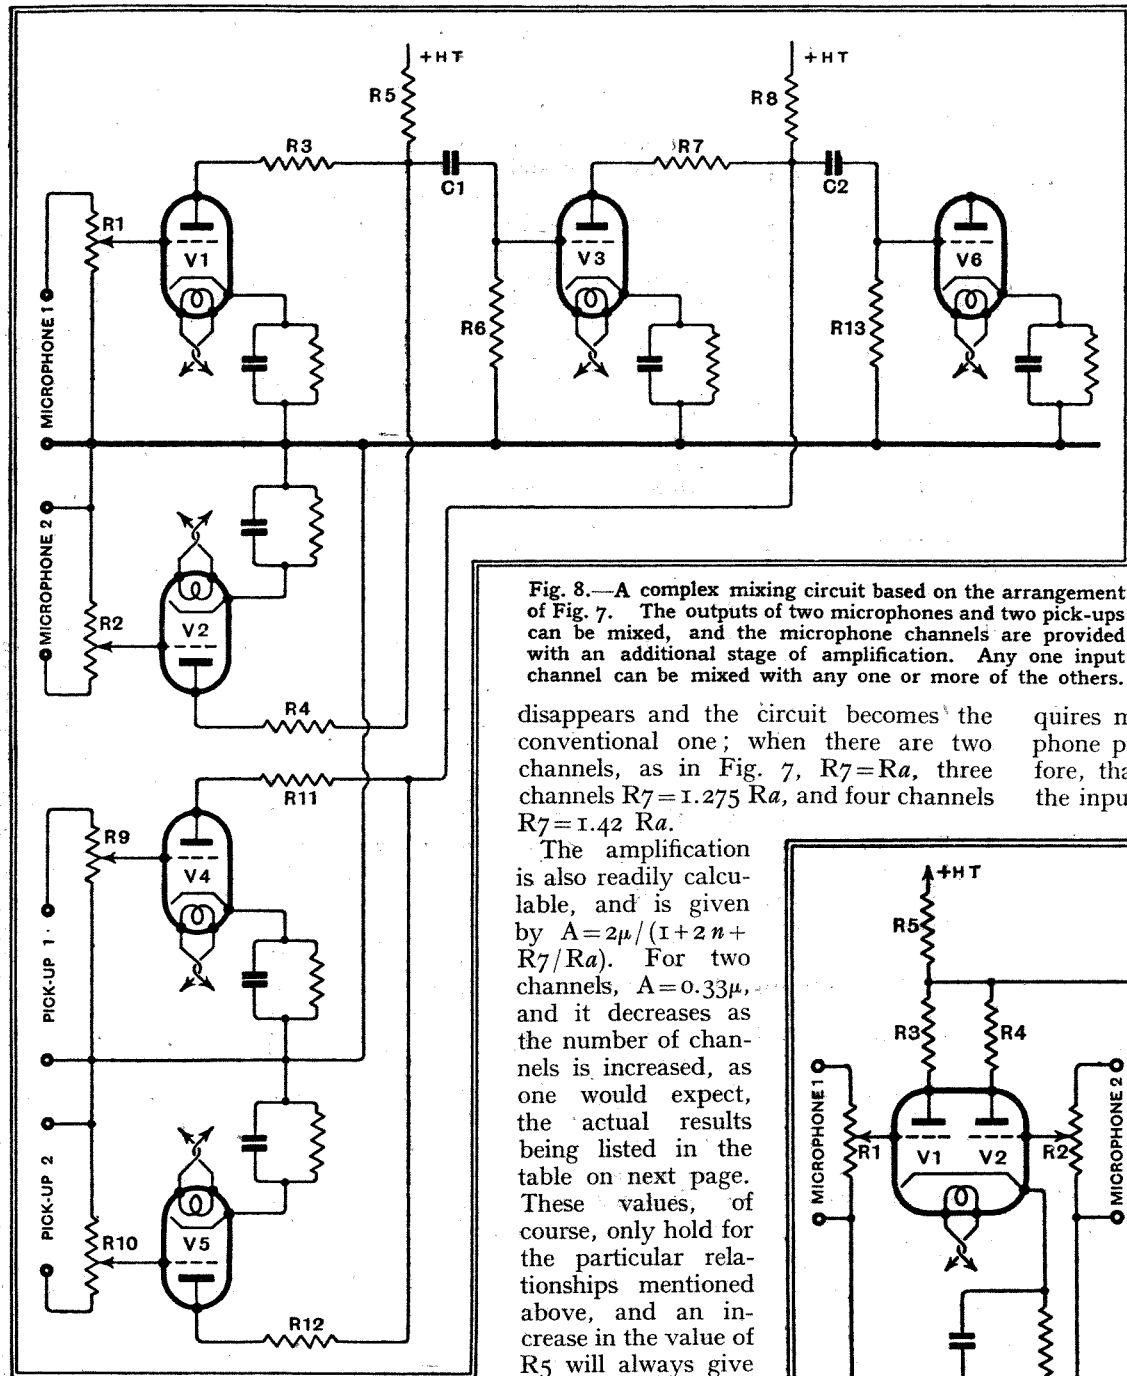 +HT
+HT
R5
R8
R3
R7
C1
C2
R1
V1
V3
V6
R6
R13
MICROPHONE 1
MICROPHONE 2
R2
V2
R4
R11
R9
V4
PICK-UP 1
PICK-UP 2
R10
V5
R12
Fig. 8.—A complex mixing circuit based on the arrangement
of Fig. 7. The outputs of two microphones and two pick-ups
can be mixed, and the microphone channels are provided
with an additional stage of amplification. Any one input
channel can be mixed with any one or more of the others.
disappears and the circuit becomes the
conventional one; when there are two
channels, as in Fig. 7, R7=Ra, three
channels R7=1.275 Ra, and four channels
R7=1.42 Ra.
The amplification
is also readily calcu-
lable, and is given
by A=2μ/(1+2n+
R7/Ra). For two
channels, A=0.33μ,
and it decreases as
the number of chan-
nels is increased, as
one would expect,
the actual results
being listed in the
table on next page.
These values, of
course, only hold for
the particular rela-
tionships mentioned
above, and an in-
crease in the value of
R5 will always give
quires m
phone p
fore, tha
the inpu
+HT
R5
R3
R4
MICROPHONE 1
R1
V1
V2
R2
MICROPHONE 2